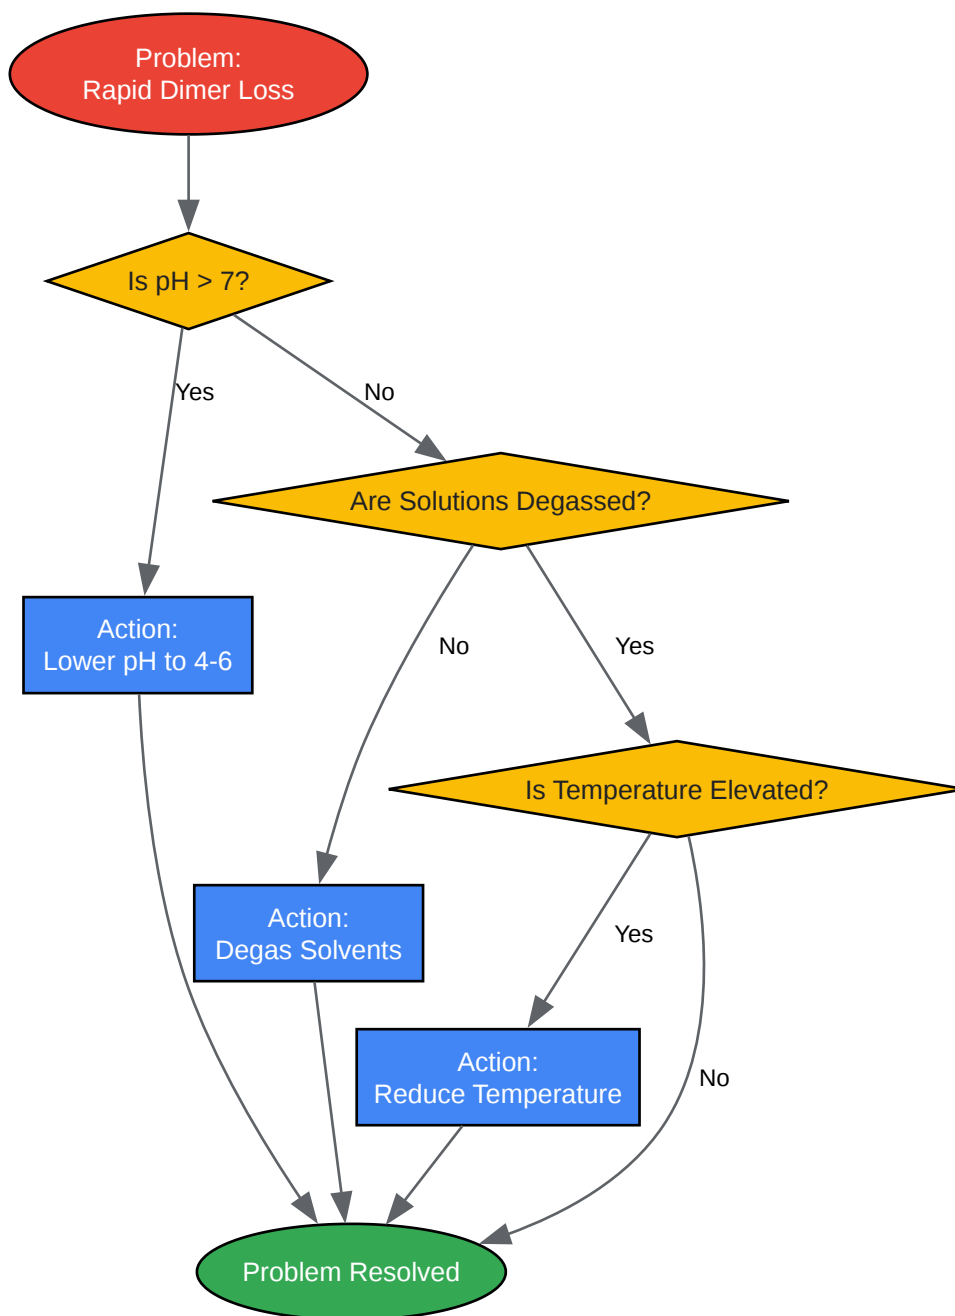 Problem:
Rapid Dimer Loss
Is pH > 7?
Yes
No
Are Solutions Degassed?
Action:
Lower pH to 4-6
No
Yes
Is Temperature Elevated?
Action:
Degas Solvents
Yes
Action:
Reduce Temperature
No
Problem Resolved